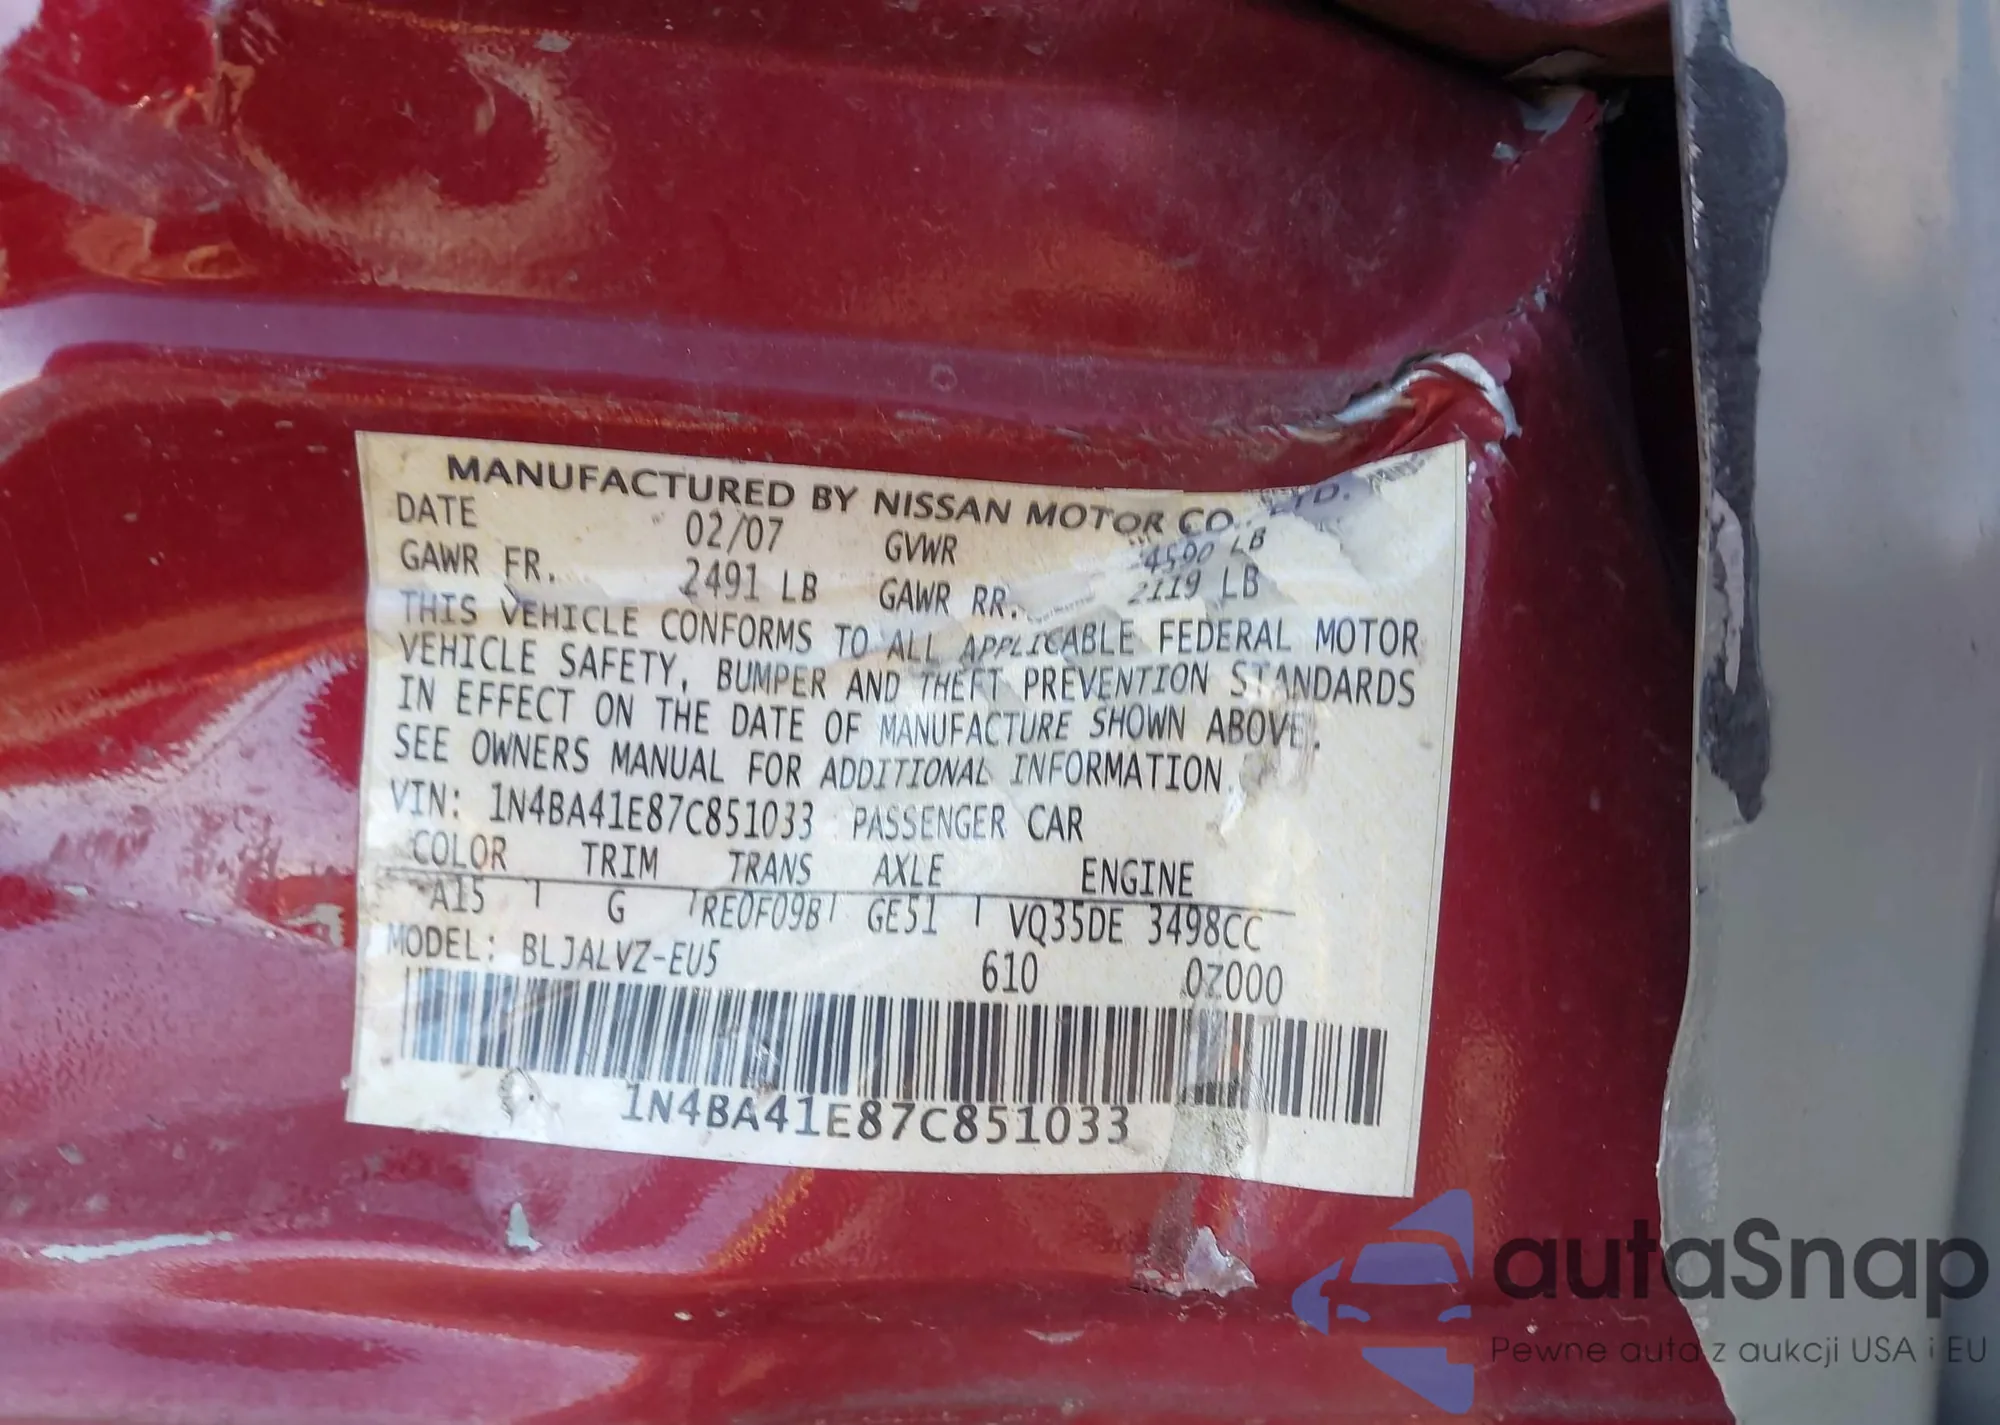 MANUFACTURED BY NISSAN MOTOR CO., LTD.
DATE 02/07 GVWR 4590 LB
GAWR FR. 2491 LB GAWR RR. 2119 LB
THIS VEHICLE CONFORMS TO ALL APPLICABLE FEDERAL MOTOR
VEHICLE SAFETY, BUMPER AND THEFT PREVENTION STANDARDS
IN EFFECT ON THE DATE OF MANUFACTURE SHOWN ABOVE.
SEE OWNERS MANUAL FOR ADDITIONAL INFORMATION.
VIN: 1N4BA41E87C851033 PASSENGER CAR
COLOR TRIM TRANS AXLE ENGINE
A15 G RE0F09B GE51 VQ35DE 3498CC
MODEL: BLJALVZ-EU5 610 0Z000
1N4BA41E87C851033
autaSnap
Pewne auta z aukcji USA i EU